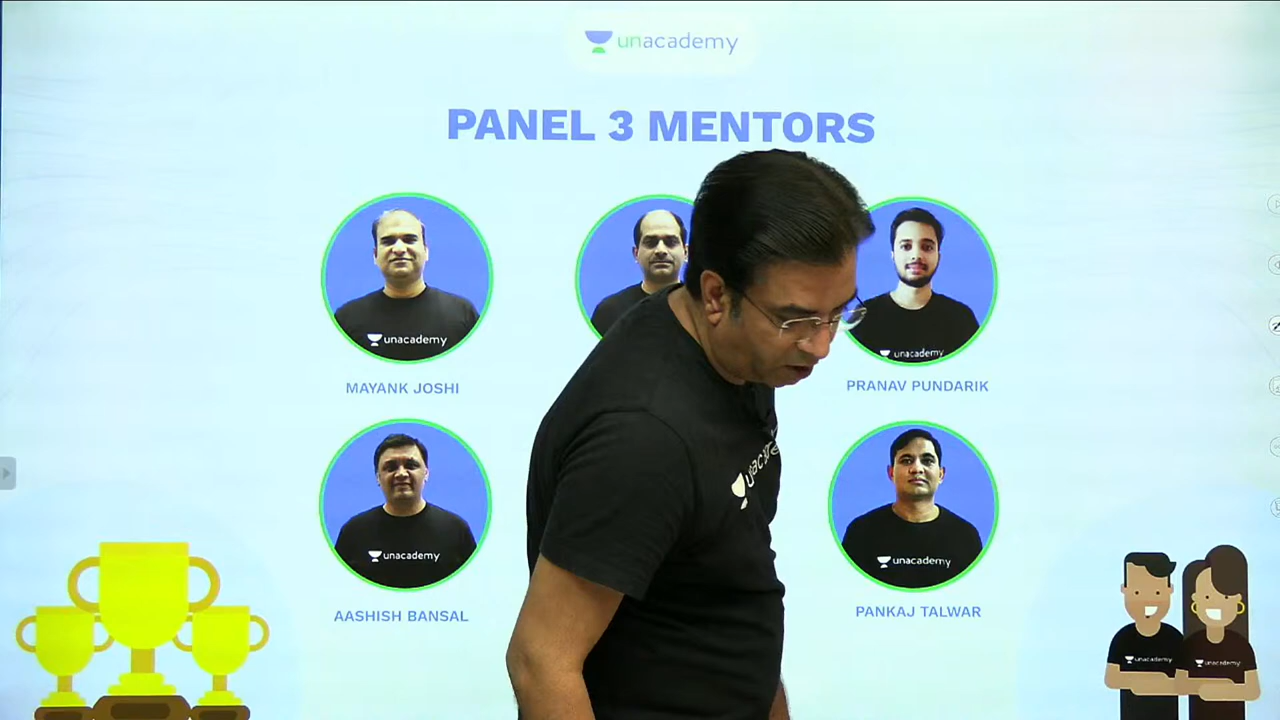 unacademy
PANEL 3 MENTORS
unacademy
unacademy
MAYANK JOSHI
PRANAV PUNDARIK
unacademy
unacademy
AASHISH BANSAL
PANKAJ TALWAR
unacademy
unacademy